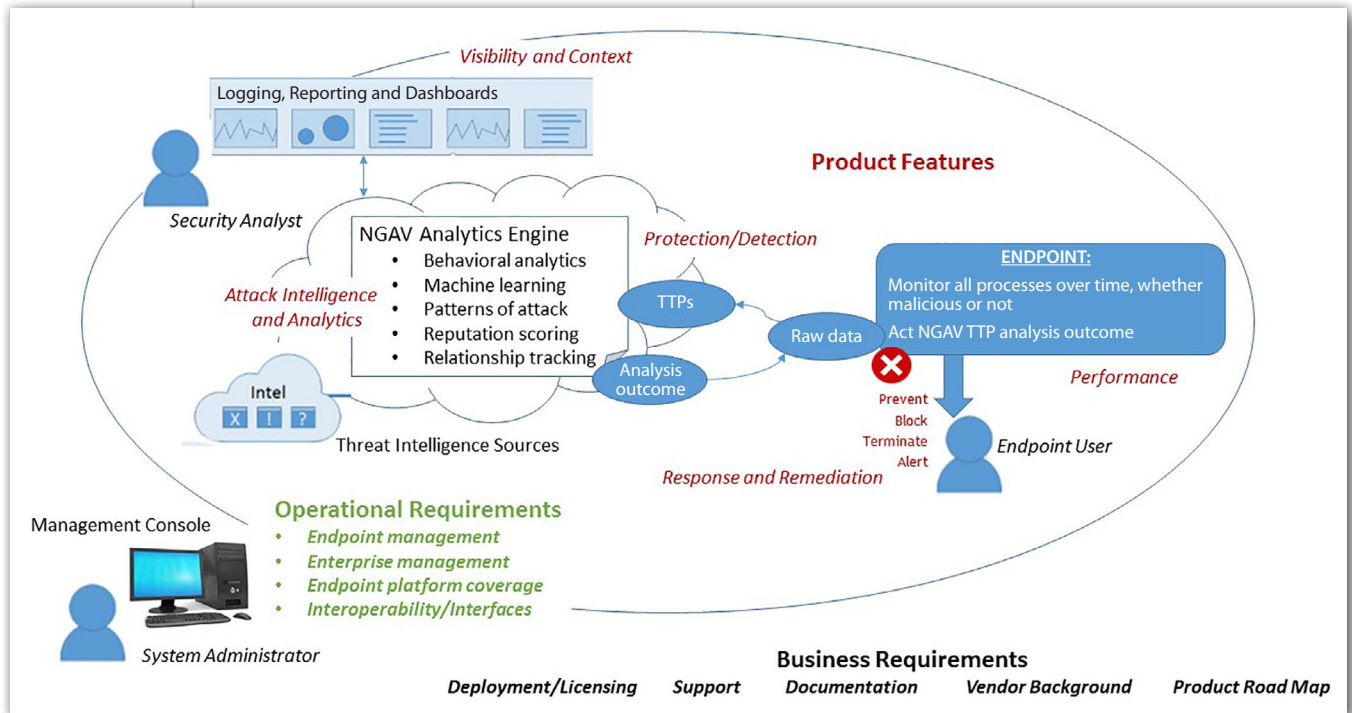 Visibility and Context
Logging, Reporting and Dashboards
Product Features
Security Analyst
NGAV Analytics Engine
• Behavioral analytics
• Machine learning
• Patterns of attack
• Reputation scoring
• Relationship tracking
Protection/Detection
Attack Intelligence
and Analytics
TTPs
Raw data
Analysis
outcome
ENDPOINT:
Monitor all processes over time, whether
malicious or not
Act NGAV TTP analysis outcome
Performance
Intel
X ! ?
Threat Intelligence Sources
Prevent
Block
Terminate
Alert
Endpoint User
Response and Remediation
Management Console
Operational Requirements
• Endpoint management
• Enterprise management
• Endpoint platform coverage
• Interoperability/Interfaces
System Administrator
Business Requirements
Deployment/Licensing Support Documentation Vendor Background Product Road Map